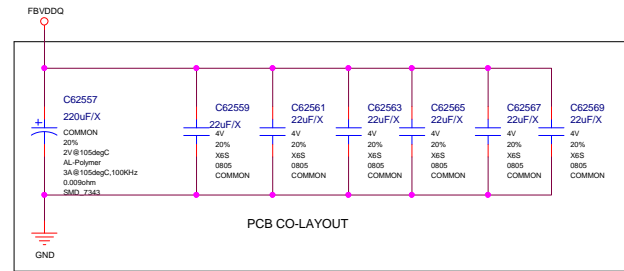 FBVDDQ
C62557
220uF/X
COMMON
20%
2V@105degC
AL-Polymer
3A@105degC,100KHz
0.009ohm
SMD_7343
C62559
22uF/X
4V
20%
X6S
0805
COMMON
C62561
22uF/X
4V
20%
X6S
0805
COMMON
C62563
22uF/X
4V
20%
X6S
0805
COMMON
C62565
22uF/X
4V
20%
X6S
0805
COMMON
C62567
22uF/X
4V
20%
X6S
0805
COMMON
C62569
22uF/X
4V
20%
X6S
0805
COMMON
PCB CO-LAYOUT
GND